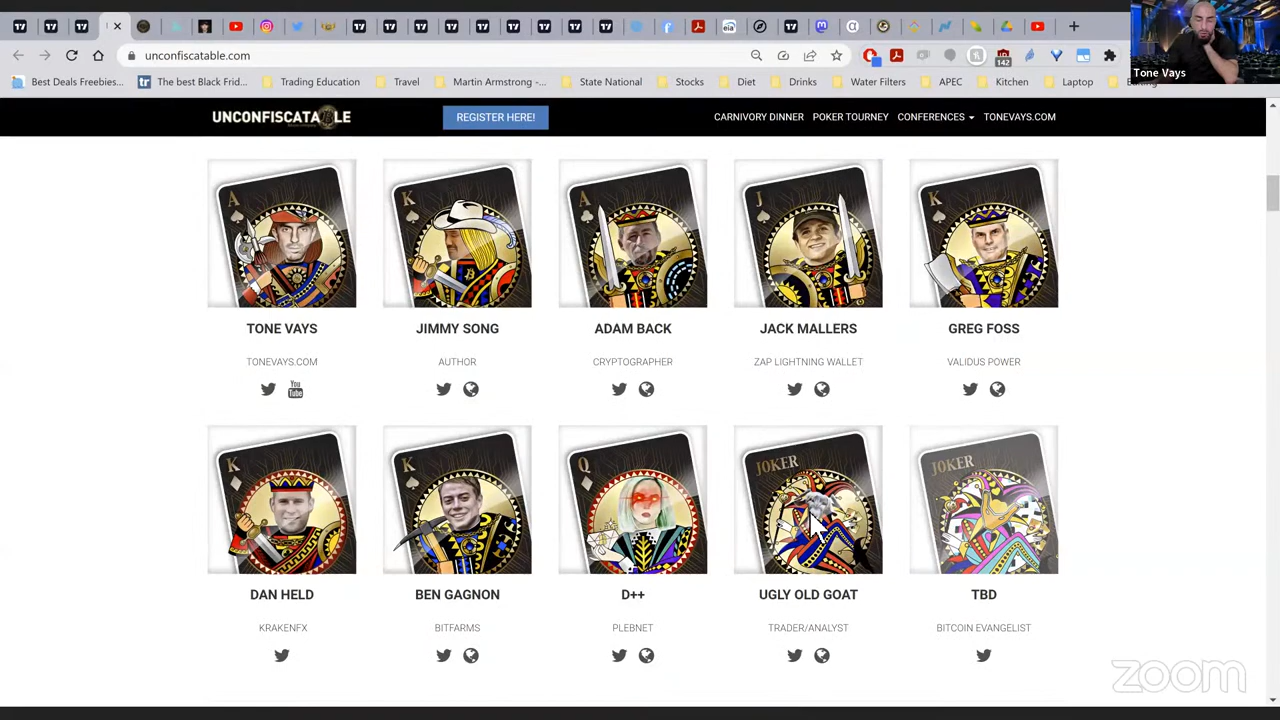 unconfiscatable.com
142
Tone Vays
Best Deals Freebies...
The best Black Frid...
Trading Education
Travel
Martin Armstrong -...
State National
Stocks
Diet
Drinks
Water Filters
APEC
Kitchen
Laptop
UNCONFISCATABLE
REGISTER HERE!
CARNIVORY DINNER
POKER TOURNEY
CONFERENCES
TONEVAYS.COM
A
K
A
J
K
TONE VAYS
JIMMY SONG
ADAM BACK
JACK MALLERS
GREG FOSS
TONEVAYS.COM
AUTHOR
CRYPTOGRAPHER
ZAP LIGHTNING WALLET
VALIDUS POWER
You
Tube
K
K
Q
JOKER
JOKER
DAN HELD
BEN GAGNON
D++
UGLY OLD GOAT
TBD
KRAKENFX
BITFARMS
PLEBNET
TRADER/ANALYST
BITCOIN EVANGELIST
zoom